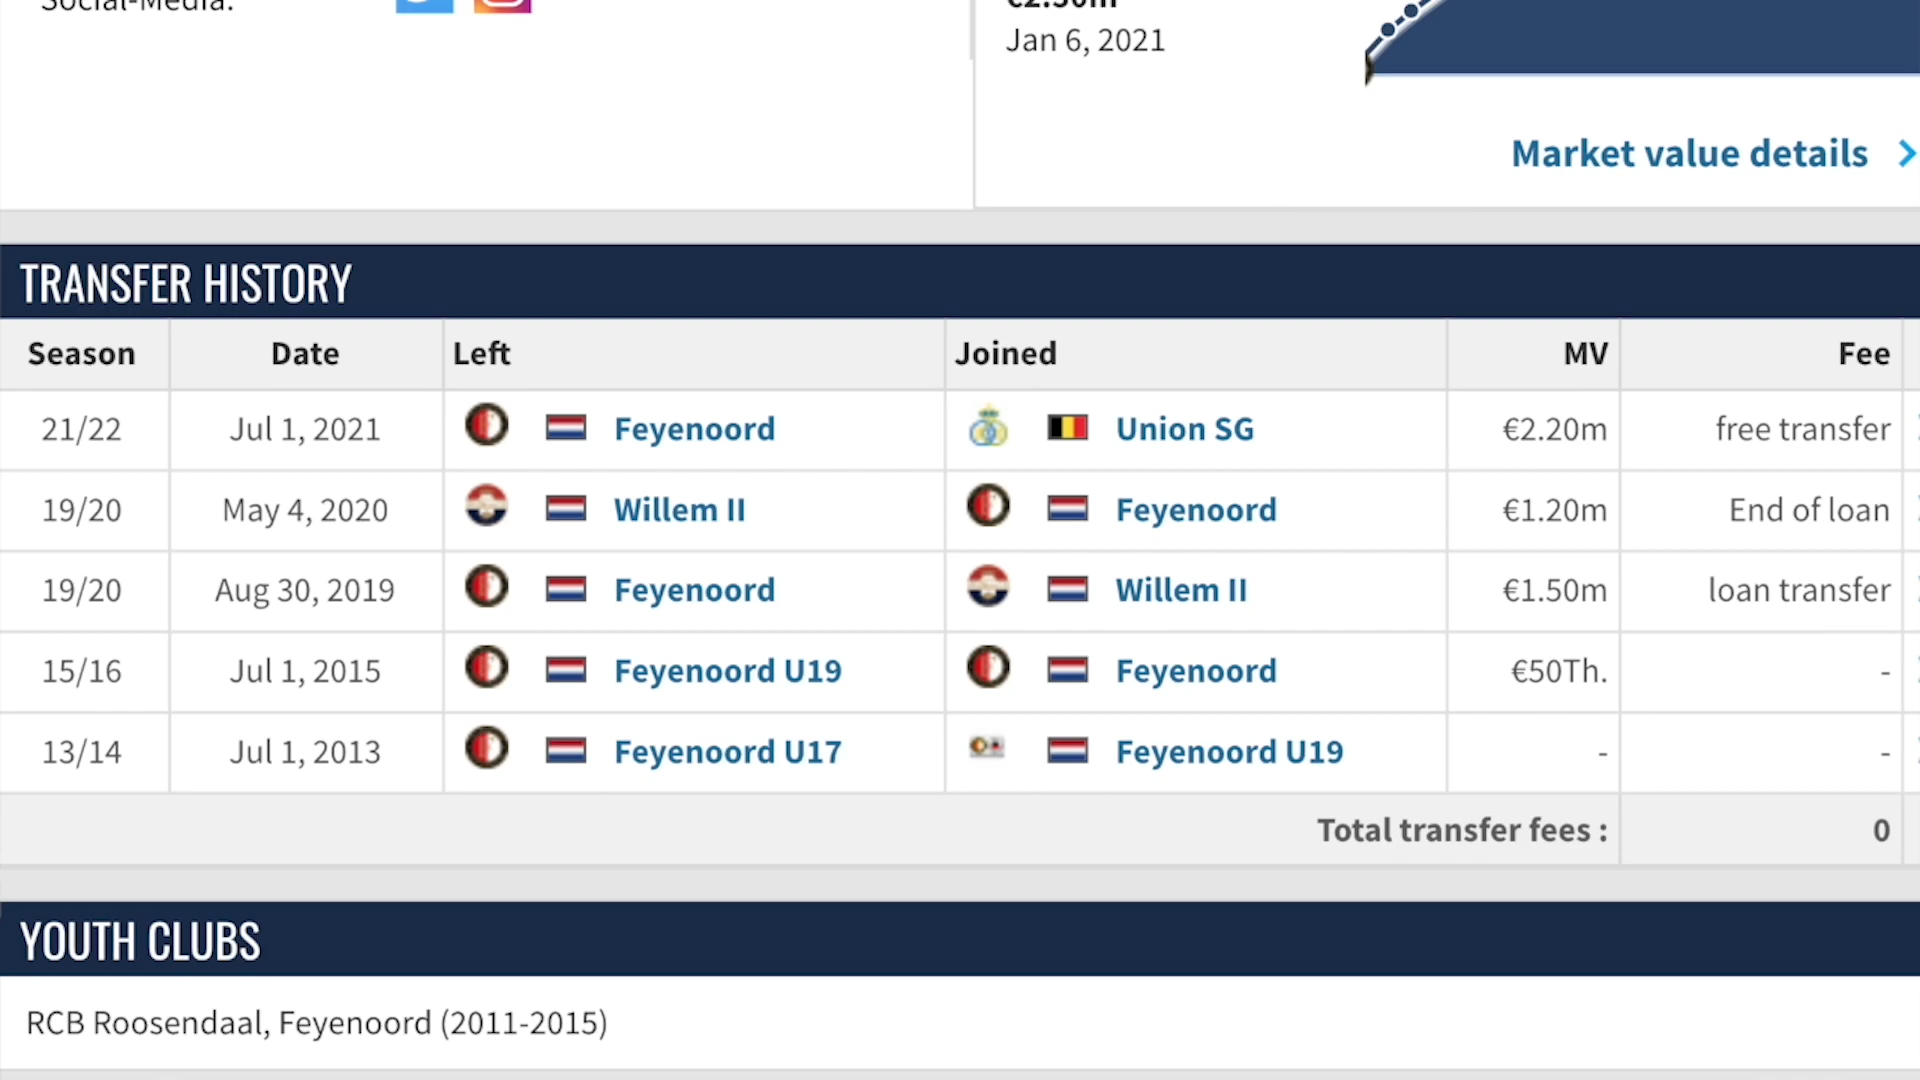 Social-Media:
€2.50m
Jan 6, 2021
Market value details
TRANSFER HISTORY
Season Date Left Joined MV Fee
21/22 Jul 1, 2021 Feyenoord Union SG €2.20m free transfer
19/20 May 4, 2020 Willem II Feyenoord €1.20m End of loan
19/20 Aug 30, 2019 Feyenoord Willem II €1.50m loan transfer
15/16 Jul 1, 2015 Feyenoord U19 Feyenoord €50Th. -
13/14 Jul 1, 2013 Feyenoord U17 Feyenoord U19 - -
Total transfer fees : 0
YOUTH CLUBS
RCB Roosendaal, Feyenoord (2011-2015)